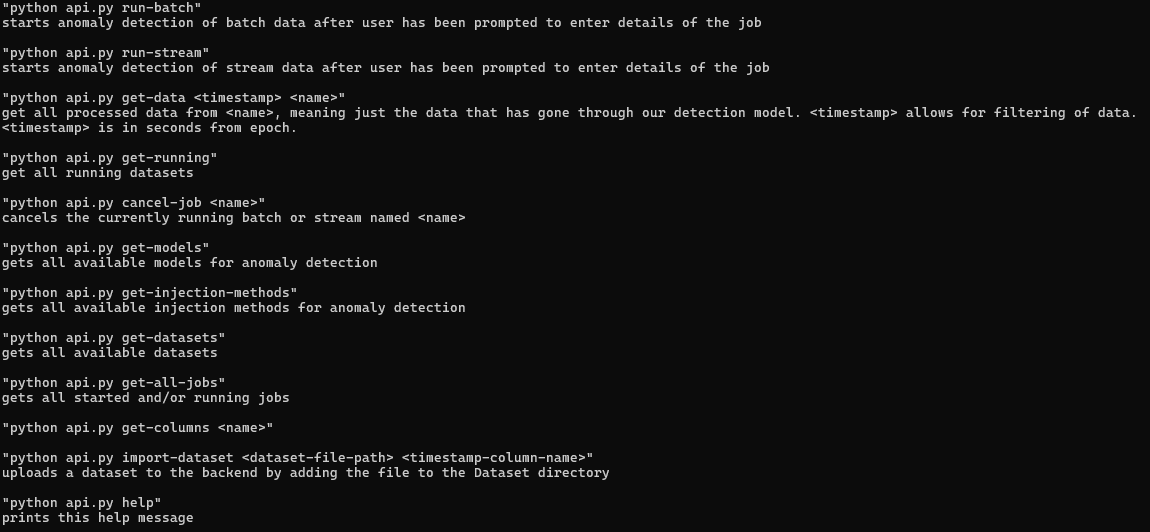 "python api.py run-batch"
starts anomaly detection of batch data after user has been prompted to enter details of the job
"python api.py run-stream"
starts anomaly detection of stream data after user has been prompted to enter details of the job
"python api.py get-data <timestamp> <name>"
get all processed data from <name>, meaning just the data that has gone through our detection model. <timestamp> allows for filtering of data.
<timestamp> is in seconds from epoch.
"python api.py get-running"
get all running datasets
"python api.py cancel-job <name>"
cancels the currently running batch or stream named <name>
"python api.py get-models"
gets all available models for anomaly detection
"python api.py get-injection-methods"
gets all available injection methods for anomaly detection
"python api.py get-datasets"
gets all available datasets
"python api.py get-all-jobs"
gets all started and/or running jobs
"python api.py get-columns <name>"
"python api.py import-dataset <dataset-file-path> <timestamp-column-name>"
uploads a dataset to the backend by adding the file to the Dataset directory
"python api.py help"
prints this help message